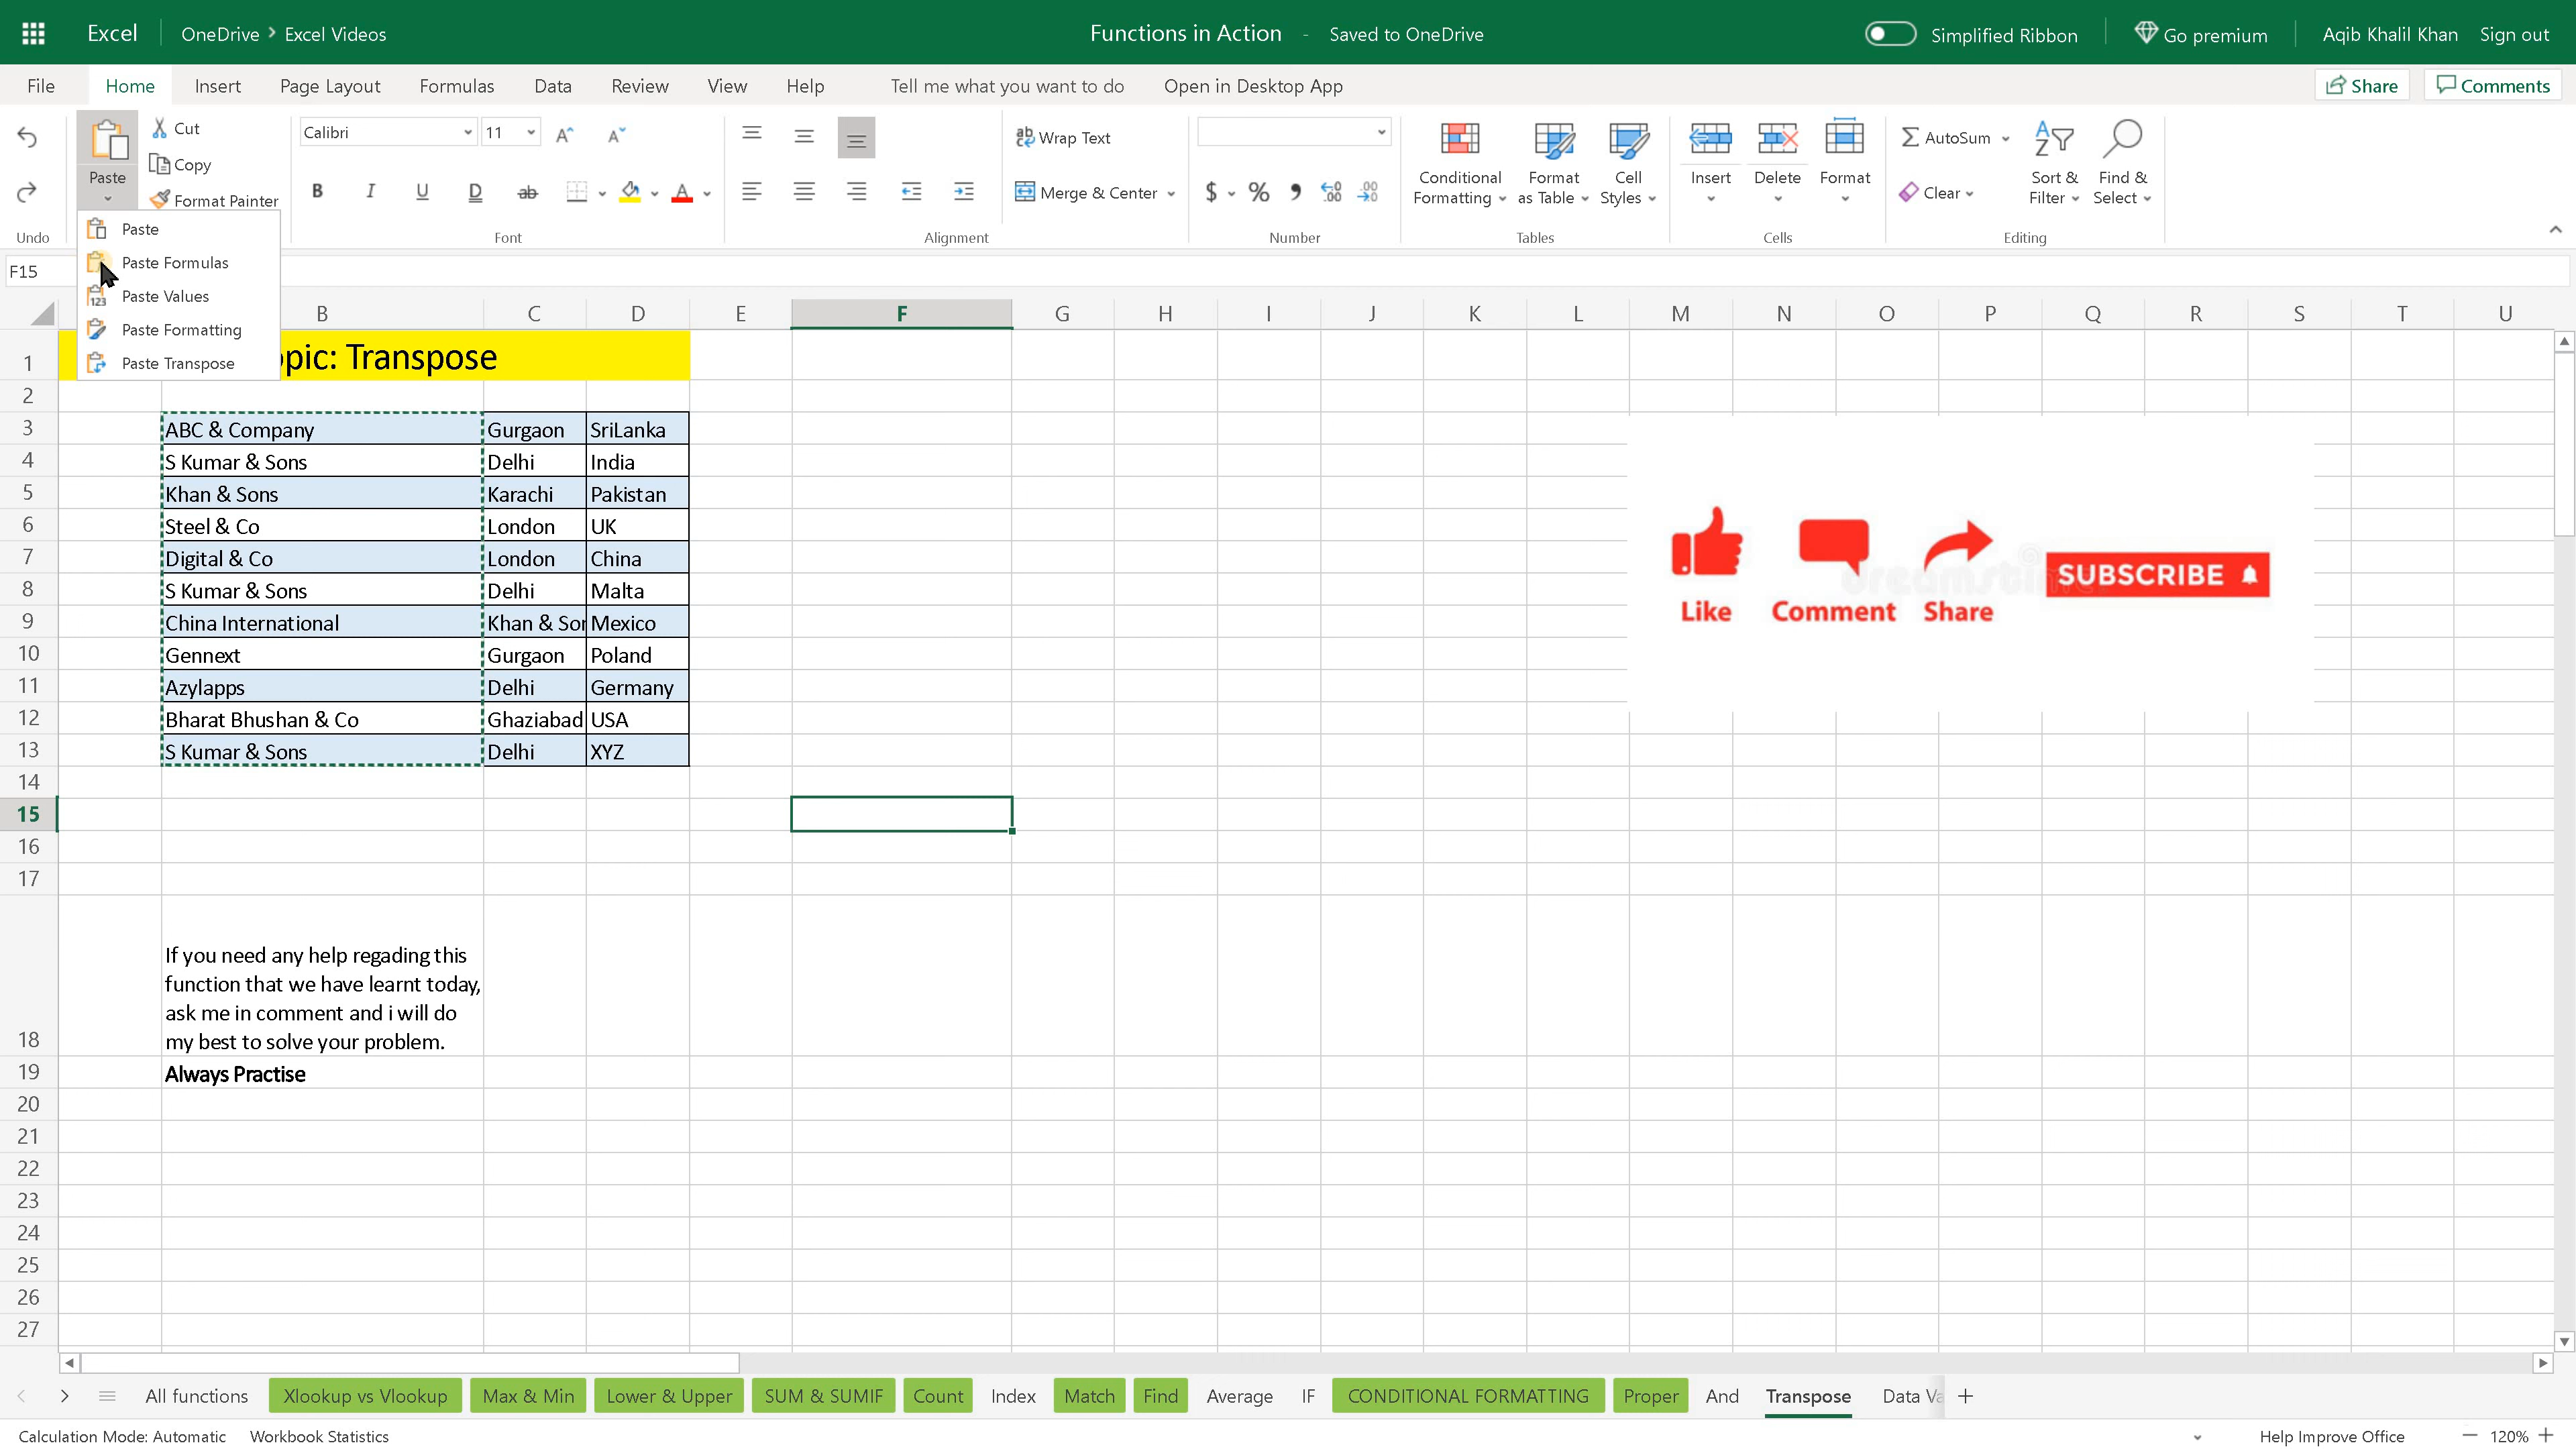 Excel OneDrive > Excel Videos Functions in Action - Saved to OneDrive Simplified Ribbon Go premium Aqib Khalil Khan Sign out
File Home Insert Page Layout Formulas Data Review View Help Tell me what you want to do Open in Desktop App Share Comments
Cut Calibri 11 Wrap Text AutoSum
Copy
Paste Format Painter
B I U D ab Merge & Center $ % Conditional Formatting Format as Table Cell Styles Insert Delete Format Clear Sort & Filter Find & Select
Undo Font Alignment Number Tables Cells Editing
Paste
Paste Formulas
Paste Values
Paste Formatting
Paste Transpose
F15
B C D E F G H I J K L M N O P Q R S T U
1 pic: Transpose
2
3 ABC & Company Gurgaon SriLanka
4 S Kumar & Sons Delhi India
5 Khan & Sons Karachi Pakistan
6 Steel & Co London UK
7 Digital & Co London China
8 S Kumar & Sons Delhi Malta
9 China International Khan & Sor Mexico
10 Gennext Gurgaon Poland
11 Azylapps Delhi Germany
12 Bharat Bhushan & Co Ghaziabad USA
13 S Kumar & Sons Delhi XYZ
14
15
16
17
If you need any help regading this
function that we have learnt today,
ask me in comment and i will do
18 my best to solve your problem.
19 Always Practise
20
21
22
23
24
25
26
27
SUBSCRIBE
Like Comment Share
All functions Xlookup vs Vlookup Max & Min Lower & Upper SUM & SUMIF Count Index Match Find Average IF CONDITIONAL FORMATTING Proper And Transpose Data Va +
Calculation Mode: Automatic Workbook Statistics Help Improve Office 120%